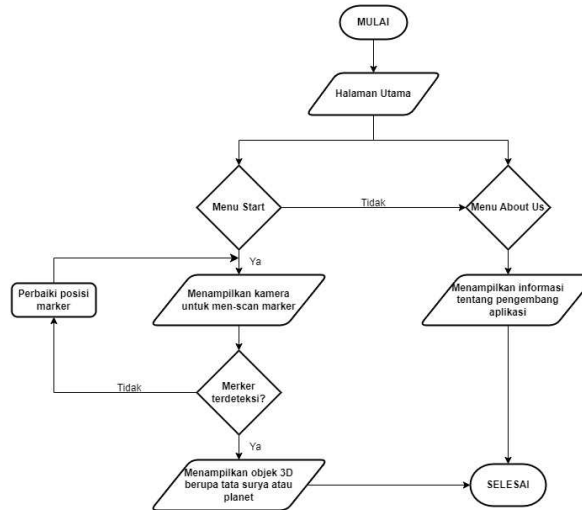 MULAI
Halaman Utama
Menu Start
Tidak
Menu About Us
Ya
Perbaiki posisi
marker
Menampilkan kamera
untuk men-scan marker
Menampilkan informasi
tentang pengembang
aplikasi
Tidak
Merker
terdeteksi?
Ya
Menampilkan objek 3D
berupa tata surya atau
planet
SELESAI